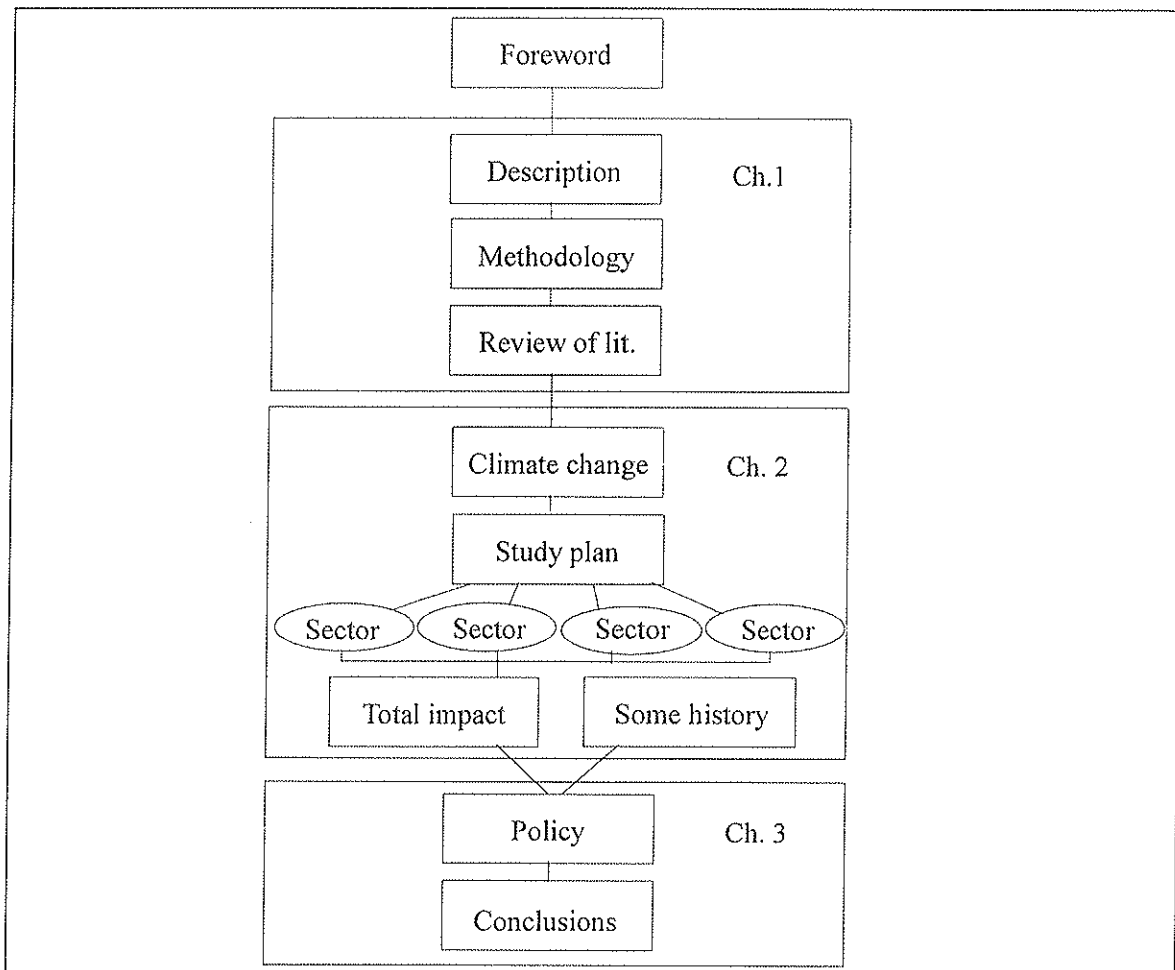 Foreword
Description
Ch.1
Methodology
Review of lit.
Climate change
Ch. 2
Study plan
Sector Sector Sector Sector
Total impact Some history
Policy
Ch. 3
Conclusions